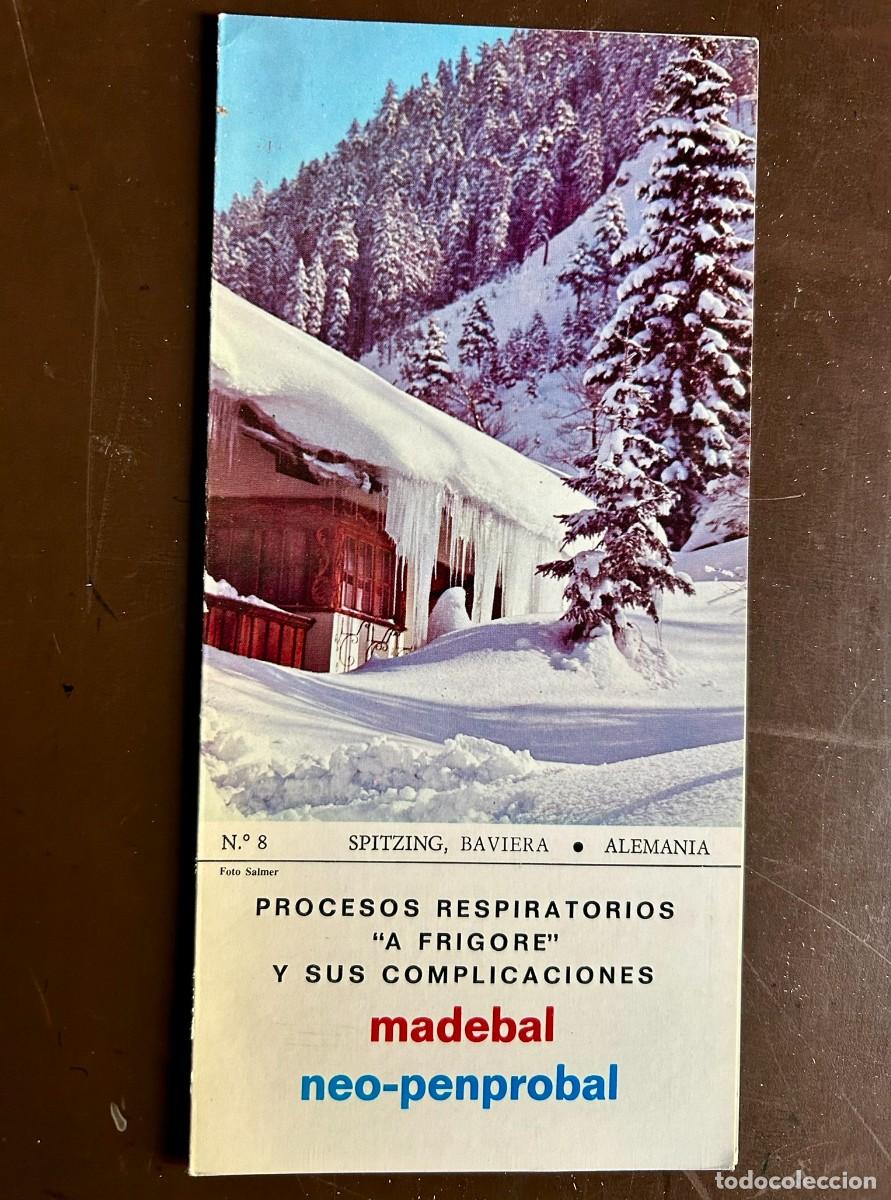 N.º 8 SPITZING, BAVIERA ● ALEMANIA
Foto Salmer
PROCESOS RESPIRATORIOS
“A FRIGORE”
Y SUS COMPLICACIONES
madebal
neo-penprobal
todocoleccion